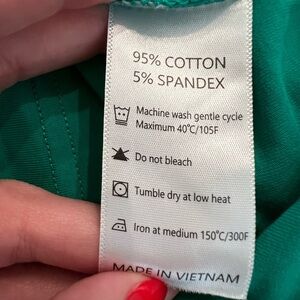 95% COTTON
5% SPANDEX
Machine wash gentle cycle
Maximum 40°C/105F
Do not bleach
Tumble dry at low heat
Iron at medium 150°C/300F
MADE IN VIETNAM